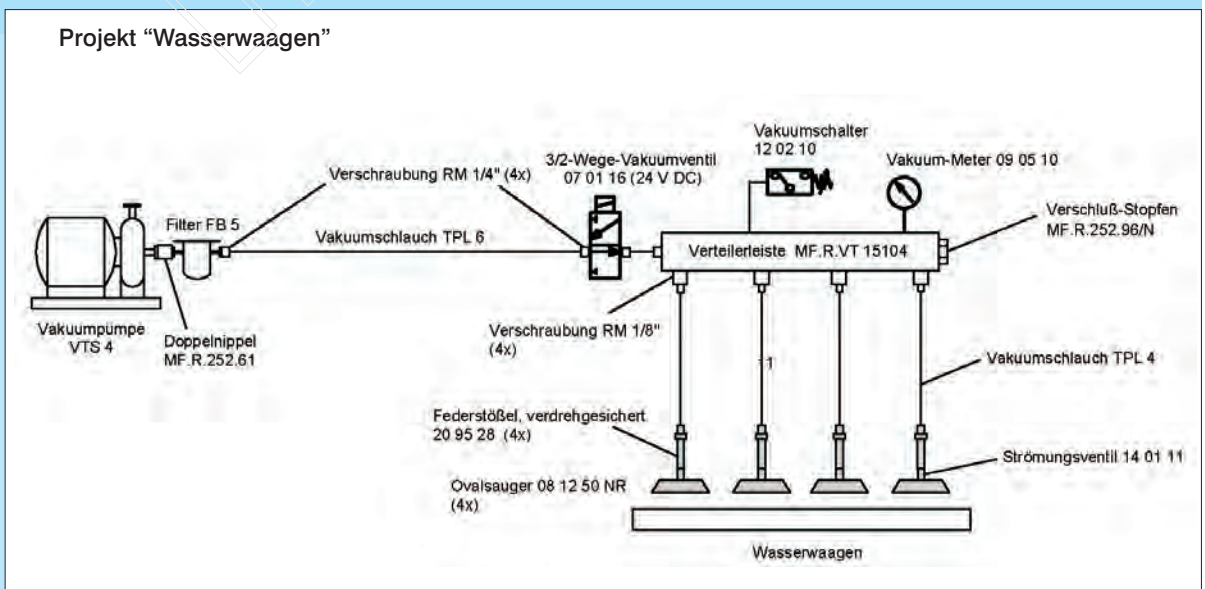 Projekt “Wasserwaagen”
Vakuumschalter
12 02 10
3/2-Wege-Vakuumventil
07 01 16 (24 V DC)
Vakuum-Meter 09 05 10
Verschraubung RM 1/4" (4x)
Verschluß-Stopfen
MF.R.252.96/N
Filter FB 5
Vakuumschlauch TPL 6
Verteilerleiste MF.R.VT 15104
Vakuumpumpe
VTS 4
Doppelnippel
MF.R.252.61
Verschraubung RM 1/8"
(4x)
Vakuumschlauch TPL 4
Federstößel, verdrehgesichert
20 95 28 (4x)
Strömungsventil 14 01 11
Ovalsauger 08 12 50 NR
(4x)
Wasserwaagen